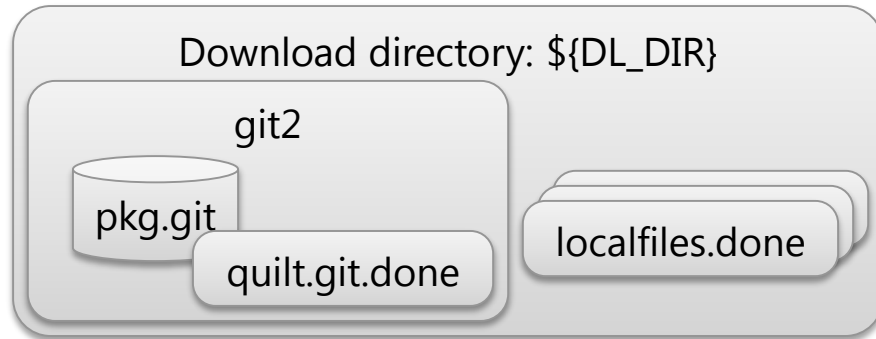 Download directory: ${DL_DIR}
git2
pkg.git
quilt.git.done
localfiles.done